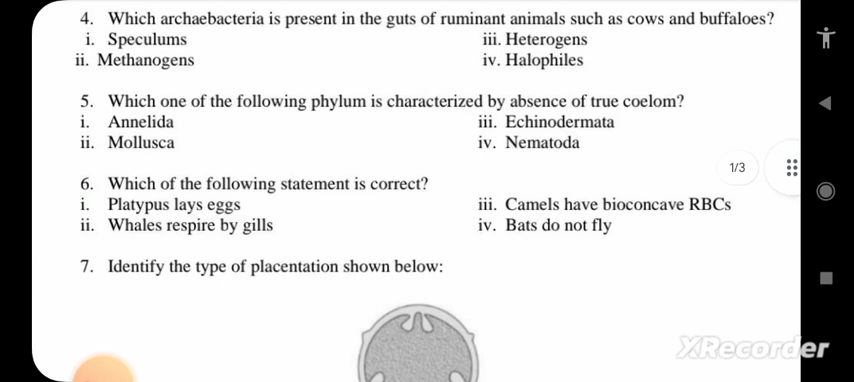 4. Which archaebacteria is present in the guts of ruminant animals such as cows and buffaloes?
i. Speculums
iii. Heterogens
ii. Methanogens
iv. Halophiles
5. Which one of the following phylum is characterized by absence of true coelom?
i. Annelida
iii. Echinodermata
ii. Mollusca
iv. Nematoda
6. Which of the following statement is correct?
i. Platypus lays eggs
iii. Camels have bioconcave RBCs
ii. Whales respire by gills
iv. Bats do not fly
7. Identify the type of placentation shown below:
1/3
XRecorder